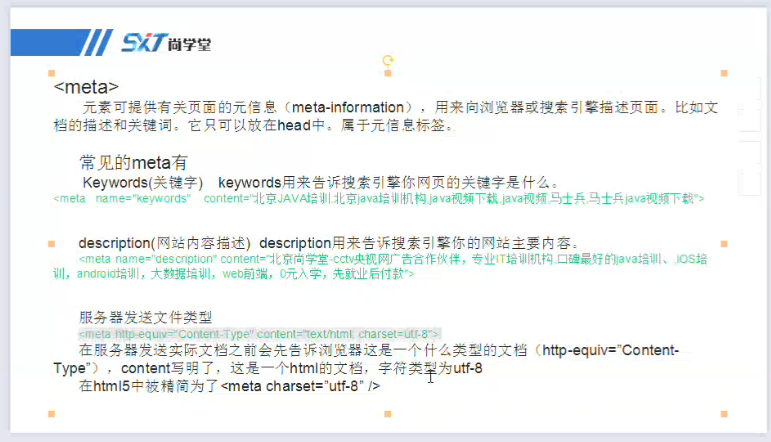 SXT尚学堂
<meta>
元素可提供有关页面的元信息（meta-information），用来向浏览器或搜索引擎描述页面。比如文
档的描述和关键词。它只可以放在head中。属于元信息标签。
常见的meta有
Keywords(关键字) keywords用来告诉搜索引擎你网页的关键字是什么。
<meta name="keywords" content="北京JAVA培训,北京java培训机构,java视频下载,java视频,马士兵,马士兵java视频下载">
description(网站内容描述) description用来告诉搜索引擎你的网站主要内容。
<meta name="description" content="北京尚学堂-cctv央视网广告合作伙伴，专业IT培训机构,口碑最好的java培训、.iOS培
训，android培训，大数据培训，web前端，0元入学，先就业后付款">
服务器发送文件类型
<meta http-equiv="Content-Type" content="text/html; charset=utf-8">
在服务器发送实际文档之前会先告诉浏览器这是一个什么类型的文档（http-equiv="Content-
Type"），content写明了，这是一个html的文档，字符类型为utf-8
在html5中被精简为了<meta charset="utf-8" />